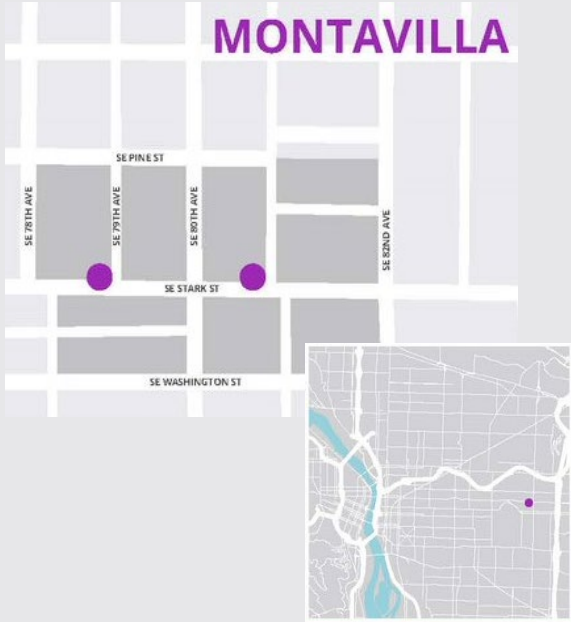 MONTAVILLA
SE PINE ST
SE 78TH AVE
SE 79TH AVE
SE 80TH AVE
SE 82ND AVE
SE STARK ST
SE WASHINGTON ST